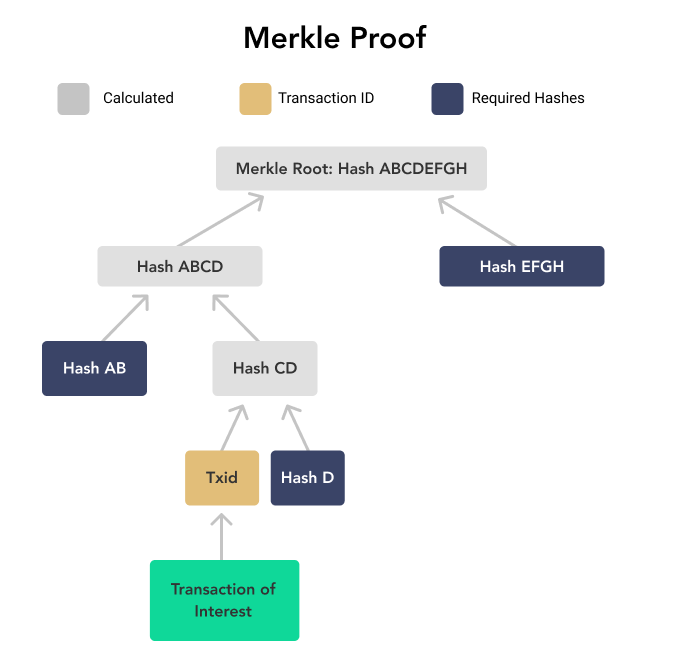 Merkle Proof
Calculated
Transaction ID
Required Hashes
Merkle Root: Hash ABCDEFGH
Hash ABCD
Hash EFGH
Hash AB
Hash CD
Txid
Hash D
Transaction of
Interest